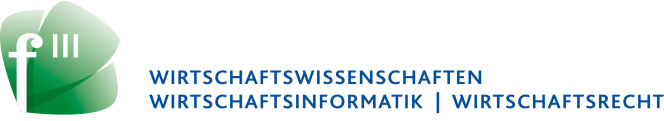 f III
WIRTSCHAFTSWISSENSCHAFTEN
WIRTSCHAFTSINFORMATIK | WIRTSCHAFTSRECHT